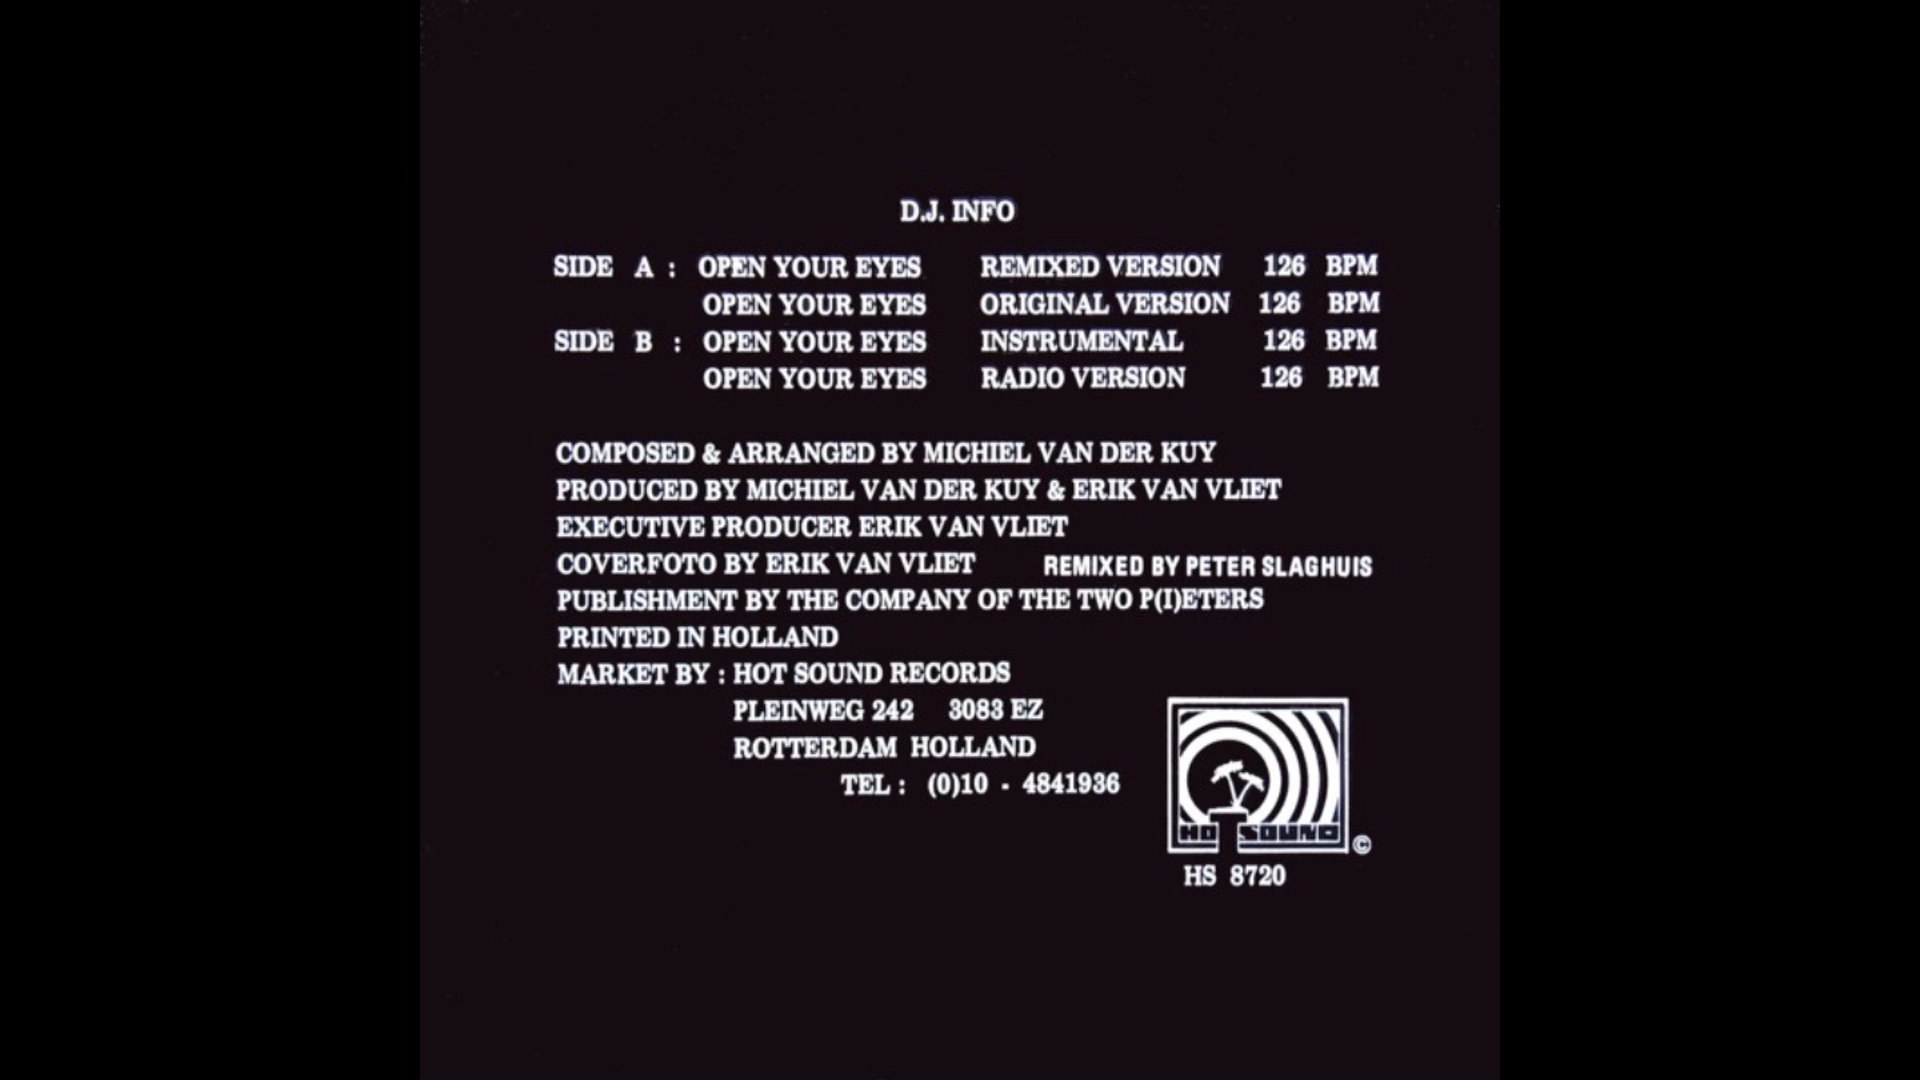 D.J. INFO
SIDE A : OPEN YOUR EYES REMIXED VERSION 126 BPM
OPEN YOUR EYES ORIGINAL VERSION 126 BPM
SIDE B : OPEN YOUR EYES INSTRUMENTAL 126 BPM
OPEN YOUR EYES RADIO VERSION 126 BPM
COMPOSED & ARRANGED BY MICHIEL VAN DER KUY
PRODUCED BY MICHIEL VAN DER KUY & ERIK VAN VLIET
EXECUTIVE PRODUCER ERIK VAN VLIET
COVERFOTO BY ERIK VAN VLIET REMIXED BY PETER SLAGHUIS
PUBLISHMENT BY THE COMPANY OF THE TWO P(I)ETERS
PRINTED IN HOLLAND
MARKET BY : HOT SOUND RECORDS
PLEINWEG 242 3083 EZ
ROTTERDAM HOLLAND
TEL : (0)10 - 4841936
HOT SOUND ©
HS 8720